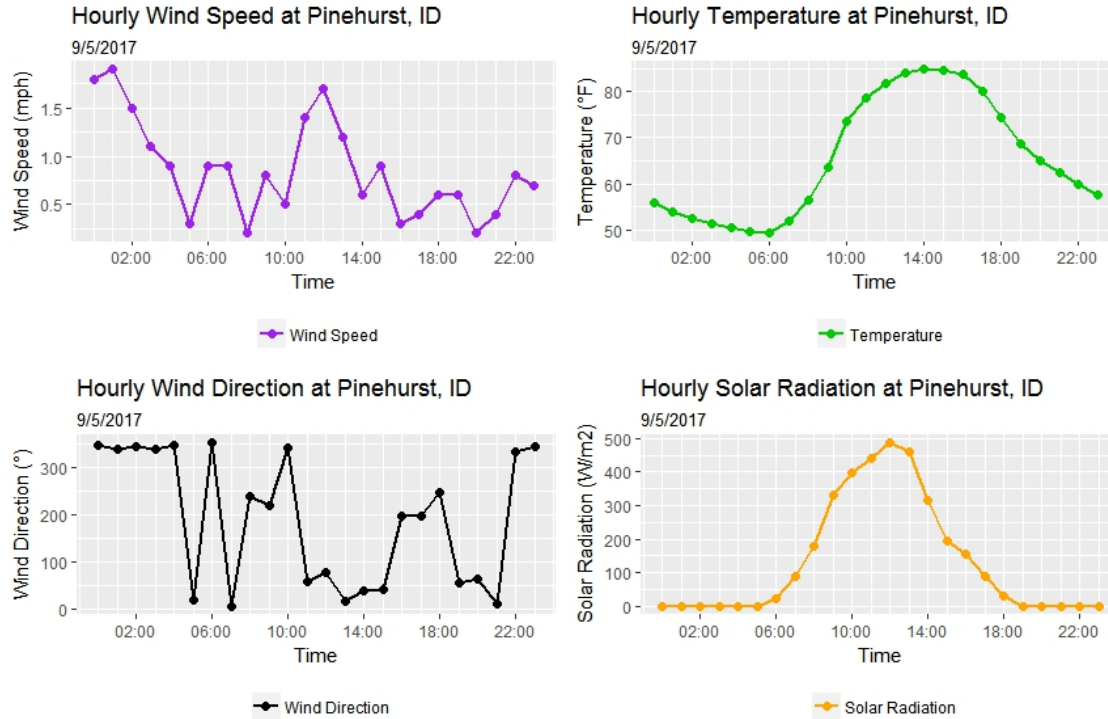 Hourly Wind Speed at Pinehurst, ID
9/5/2017
Wind Speed (mph)
1.5
1.0
0.5
02:00 06:00 10:00 14:00 18:00 22:00
Time
Wind Speed
Hourly Temperature at Pinehurst, ID
9/5/2017
Temperature (°F)
80
70
60
50
02:00 06:00 10:00 14:00 18:00 22:00
Time
Temperature
Hourly Wind Direction at Pinehurst, ID
9/5/2017
Wind Direction (°)
300
200
100
0
02:00 06:00 10:00 14:00 18:00 22:00
Time
Wind Direction
Hourly Solar Radiation at Pinehurst, ID
9/5/2017
Solar Radiation (W/m2)
500
400
300
200
100
0
02:00 06:00 10:00 14:00 18:00 22:00
Time
Solar Radiation